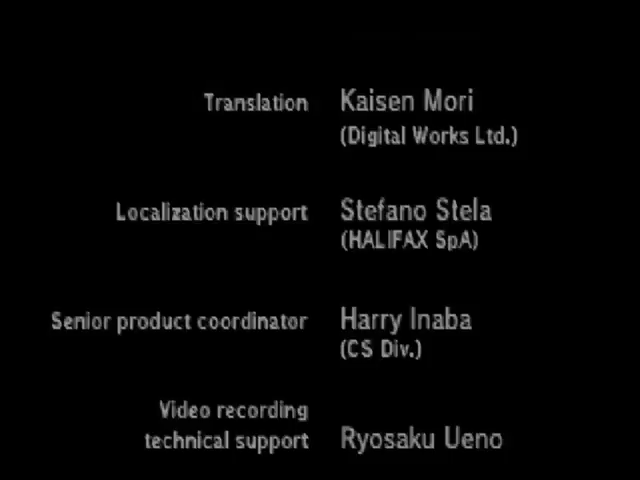 Translation Kaisen Mori
(Digital Works Ltd.)
Localization support Stefano Stela
(HALIFAX SpA)
Senior product coordinator Harry Inaba
(CS Div.)
Video recording
technical support Ryosaku Ueno